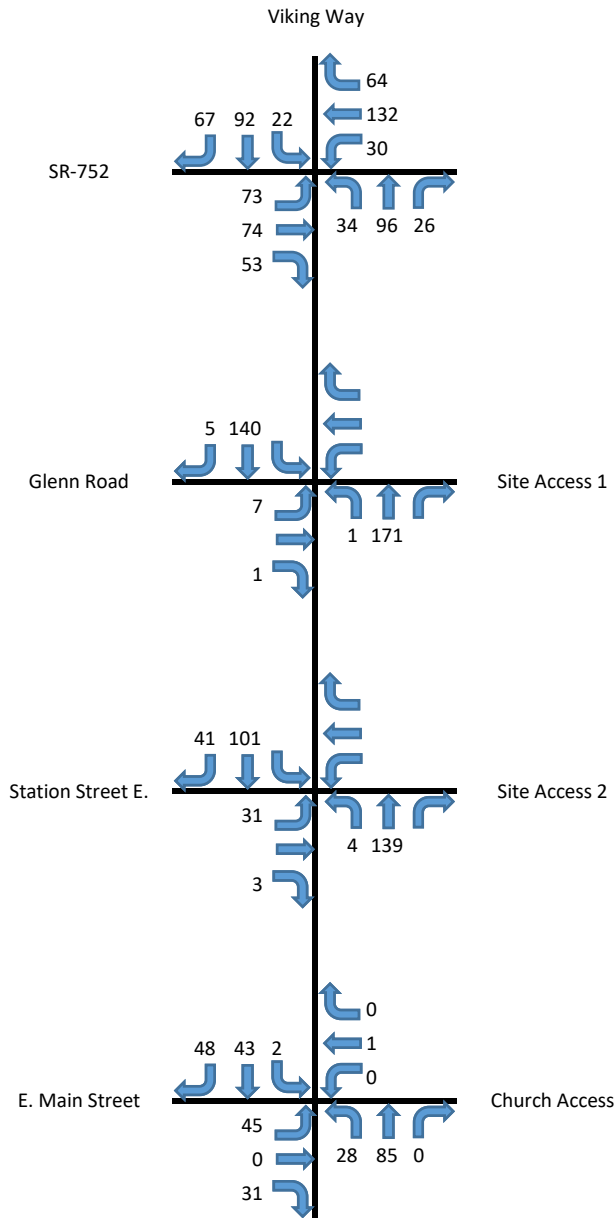 Viking Way
64
67 92 22
132
30
SR-752
73
34 96 26
74
53
5 140
Glenn Road
Site Access 1
7
1 171
1
41 101
Station Street E.
Site Access 2
31
4 139
3
0
48 43 2
1
0
E. Main Street
Church Access
45
28 85 0
0
31